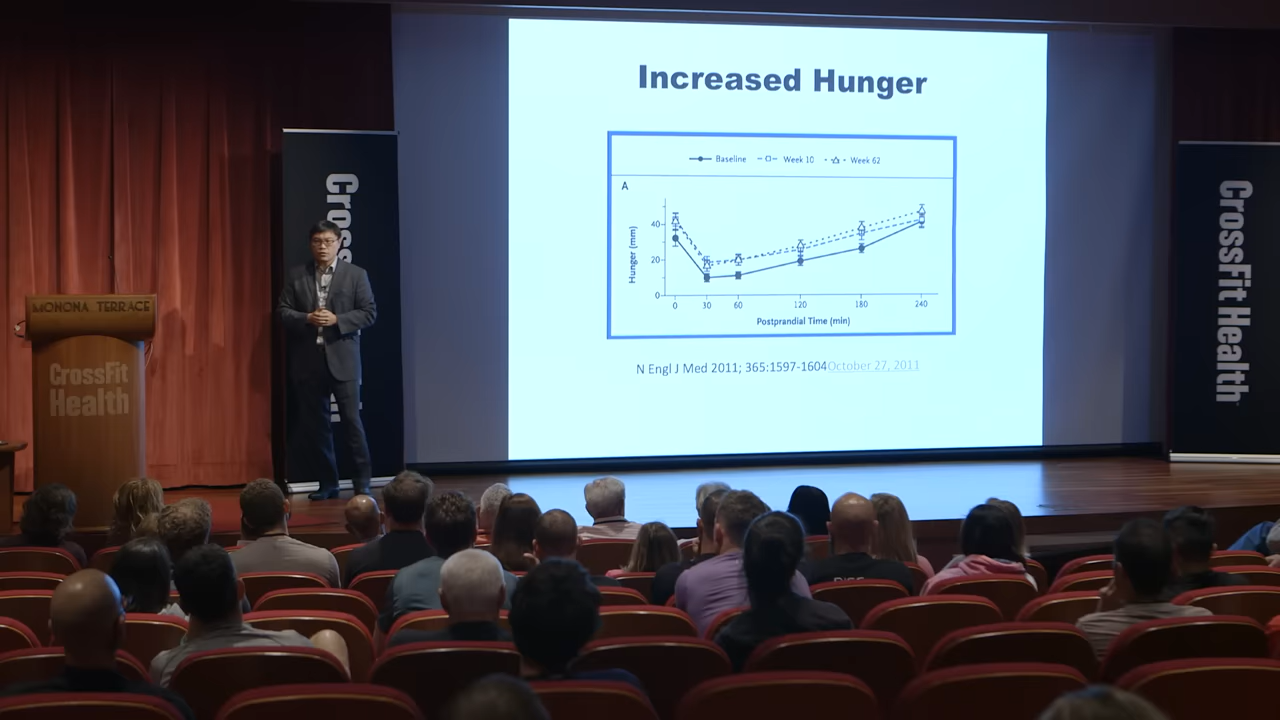 Increased Hunger
Baseline Week 10 Week 62
A
Hunger (mm)
40
20
0
0 30 60 120 180 240
Postprandial Time (min)
N Engl J Med 2011; 365:1597-1604October 27, 2011
CrossFit Health
MONONA TERRACE
CrossFit
Health